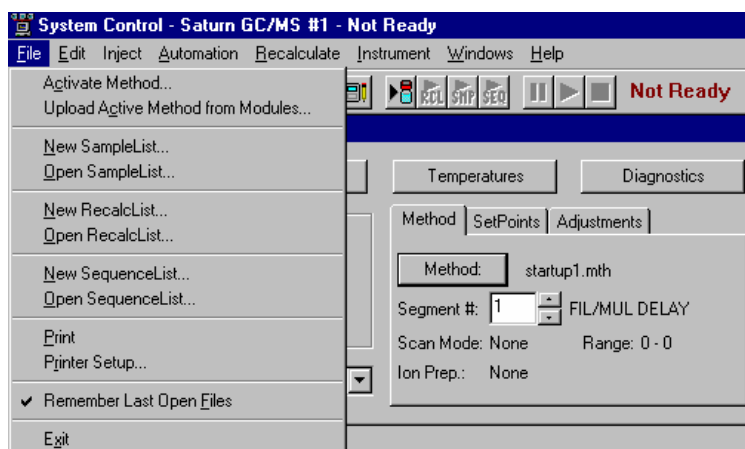 System Control - Saturn GC/MS #1 - Not Ready
File Edit Inject Automation Recalculate Instrument Windows Help
Activate Method...
Upload Active Method from Modules...
New SampleList...
Open SampleList...
New RecalcList...
Open RecalcList...
New SequenceList...
Open SequenceList...
Print
Printer Setup...
Remember Last Open Files
Exit
RCL SMP SEQ Not Ready
Temperatures Diagnostics
Method SetPoints Adjustments
Method: startup1.mth
Segment #: 1 FIL/MUL DELAY
Scan Mode: None Range: 0 - 0
Ion Prep.: None